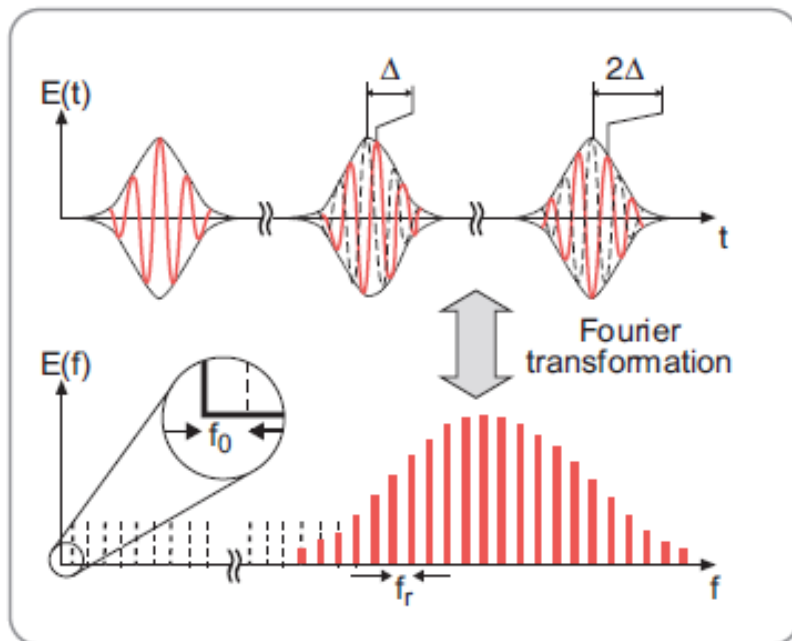 Δ
2Δ
E(t)
t
Fourier
transformation
E(f)
f₀
fᵣ
f